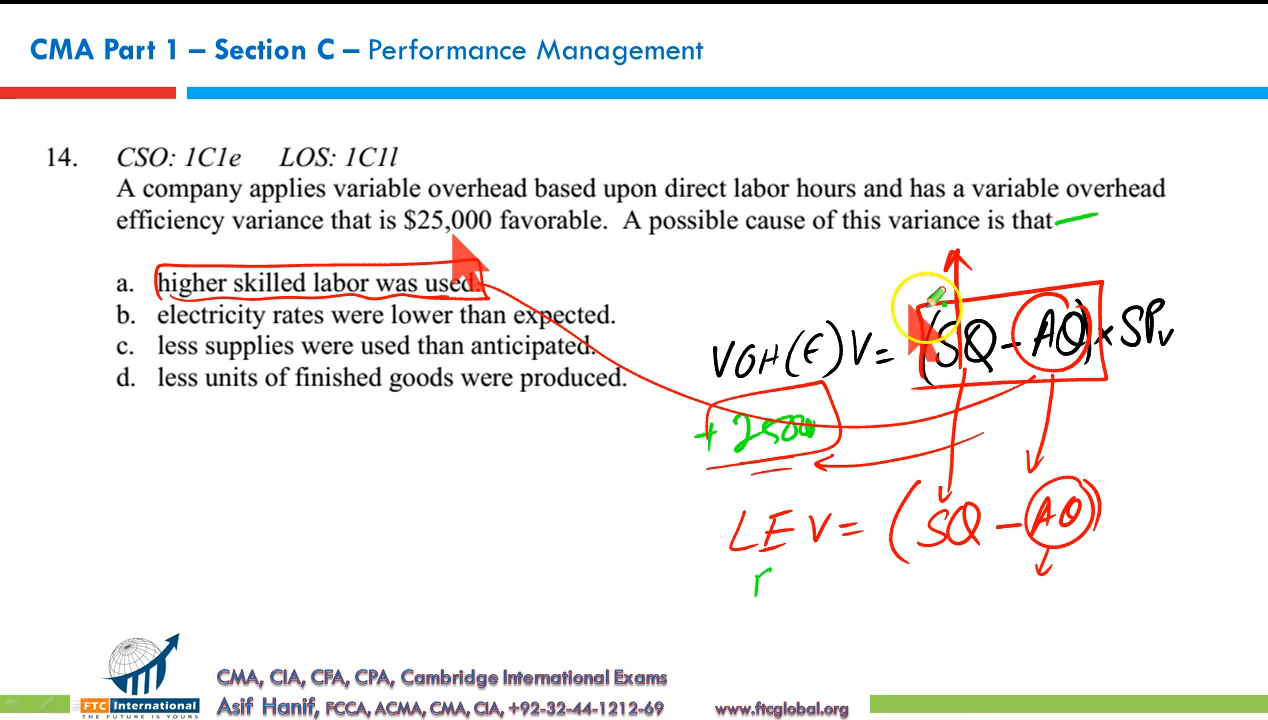 CMA Part 1 – Section C – Performance Management
14. CSO: 1C1e LOS: 1C1l
A company applies variable overhead based upon direct labor hours and has a variable overhead
efficiency variance that is $25,000 favorable. A possible cause of this variance is that
a. higher skilled labor was used.
b. electricity rates were lower than expected.
c. less supplies were used than anticipated.
d. less units of finished goods were produced.
VOH(E)V = (SQ - AQ) × SPv
LEV = (SQ - AQ)
r
FTC International
THE FUTURE IS YOURS
CMA, CIA, CFA, CPA, Cambridge International Exams
Asif Hanif, FCCA, ACMA, CMA, CIA, +92-32-44-1212-69 www.ftcglobal.org